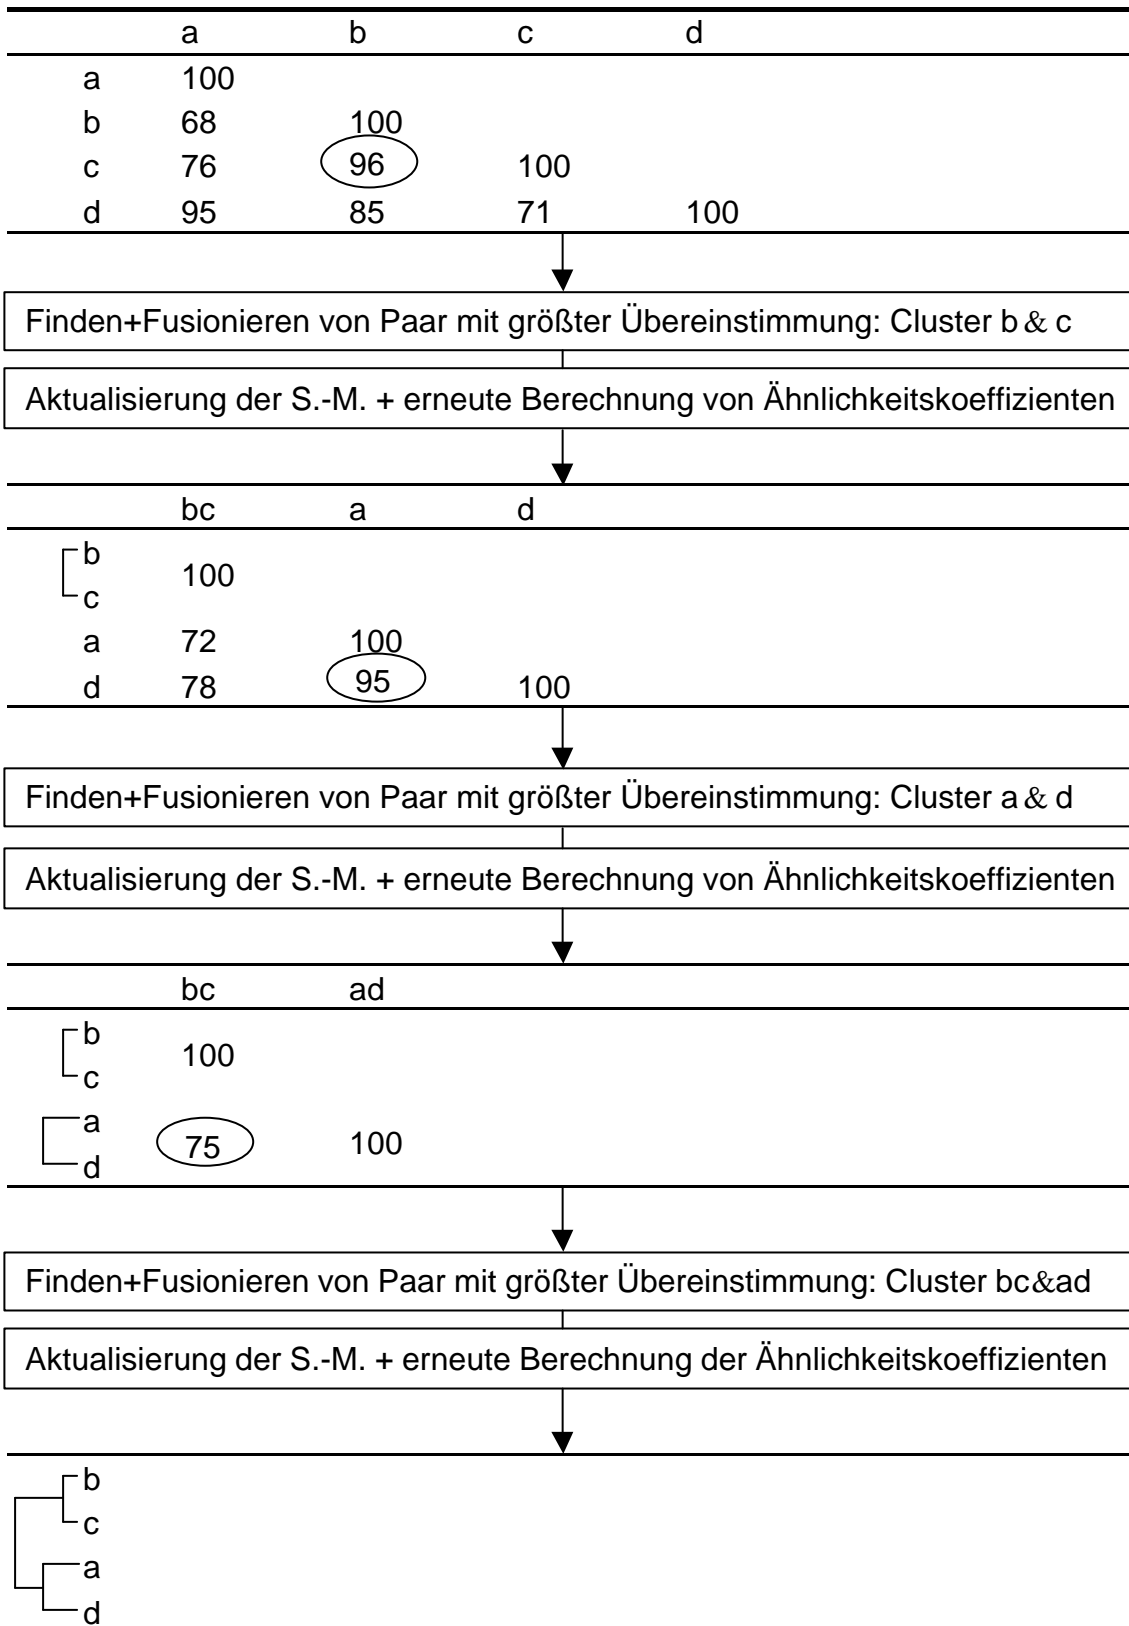 a b c d
a 100
b 68 100
c 76 96 100
d 95 85 71 100
Finden+Fusionieren von Paar mit größter Übereinstimmung: Cluster b & c
Aktualisierung der S.-M. + erneute Berechnung von Ähnlichkeitskoeffizienten
bc a d
b
100
c
a 72 100
d 78 95 100
Finden+Fusionieren von Paar mit größter Übereinstimmung: Cluster a & d
Aktualisierung der S.-M. + erneute Berechnung von Ähnlichkeitskoeffizienten
bc ad
b
100
c
a
75 100
d
Finden+Fusionieren von Paar mit größter Übereinstimmung: Cluster bc&ad
Aktualisierung der S.-M. + erneute Berechnung der Ähnlichkeitskoeffizienten
b
c
a
d